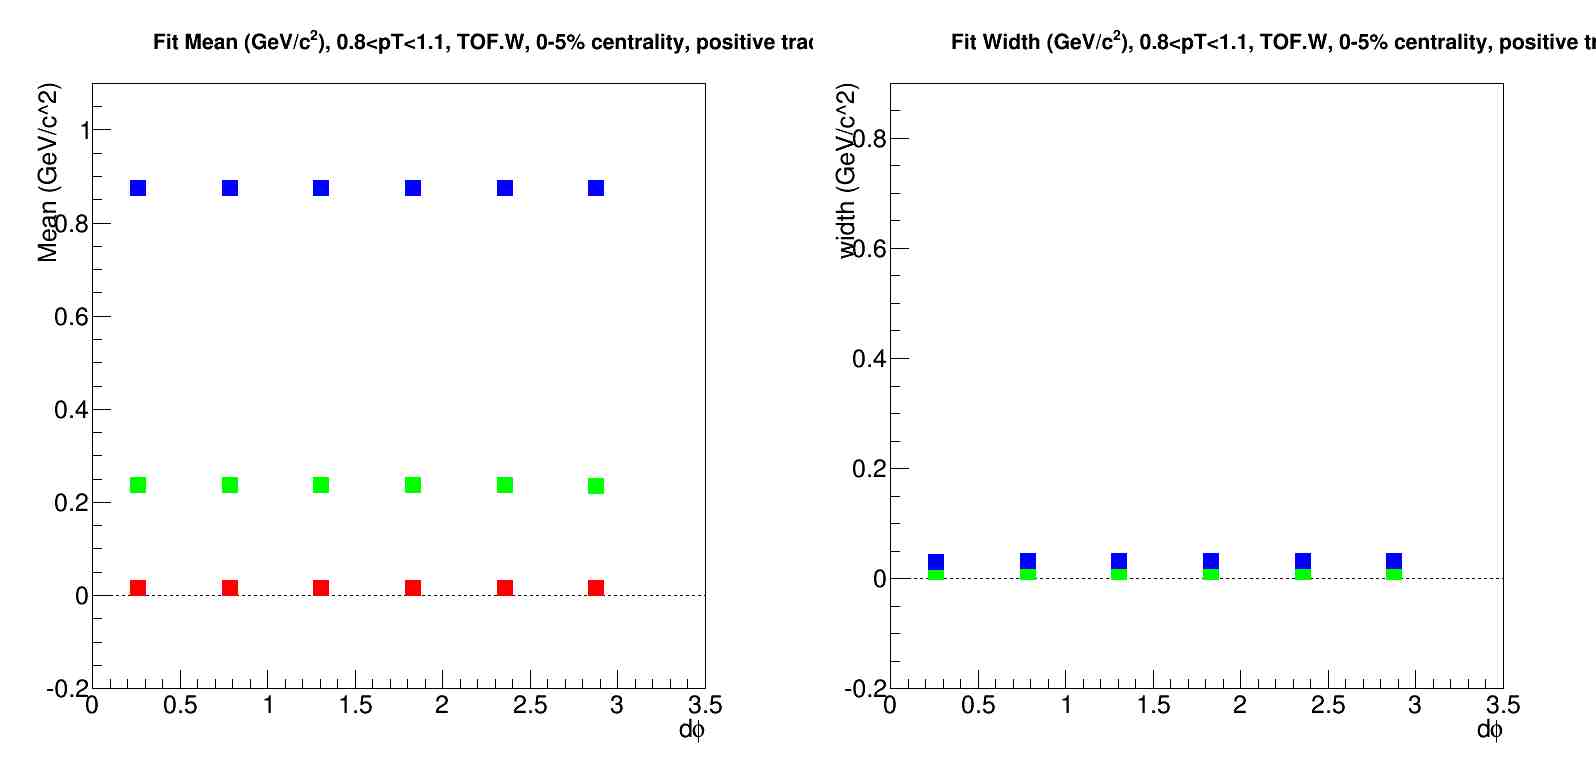 Fit Mean (GeV/c²), 0.8<pT<1.1, TOF.W, 0-5% centrality, positive
Mean (GeV/c^2)
1
0.8
0.6
0.4
0.2
0
-0.2
0 0.5 1 1.5 2 2.5 3 3.5
dϕ
Fit Width (GeV/c²), 0.8<pT<1.1, TOF.W, 0-5% centrality, positive
width (GeV/c^2)
0.8
0.6
0.4
0.2
0
-0.2
0 0.5 1 1.5 2 2.5 3 3.5
dϕ